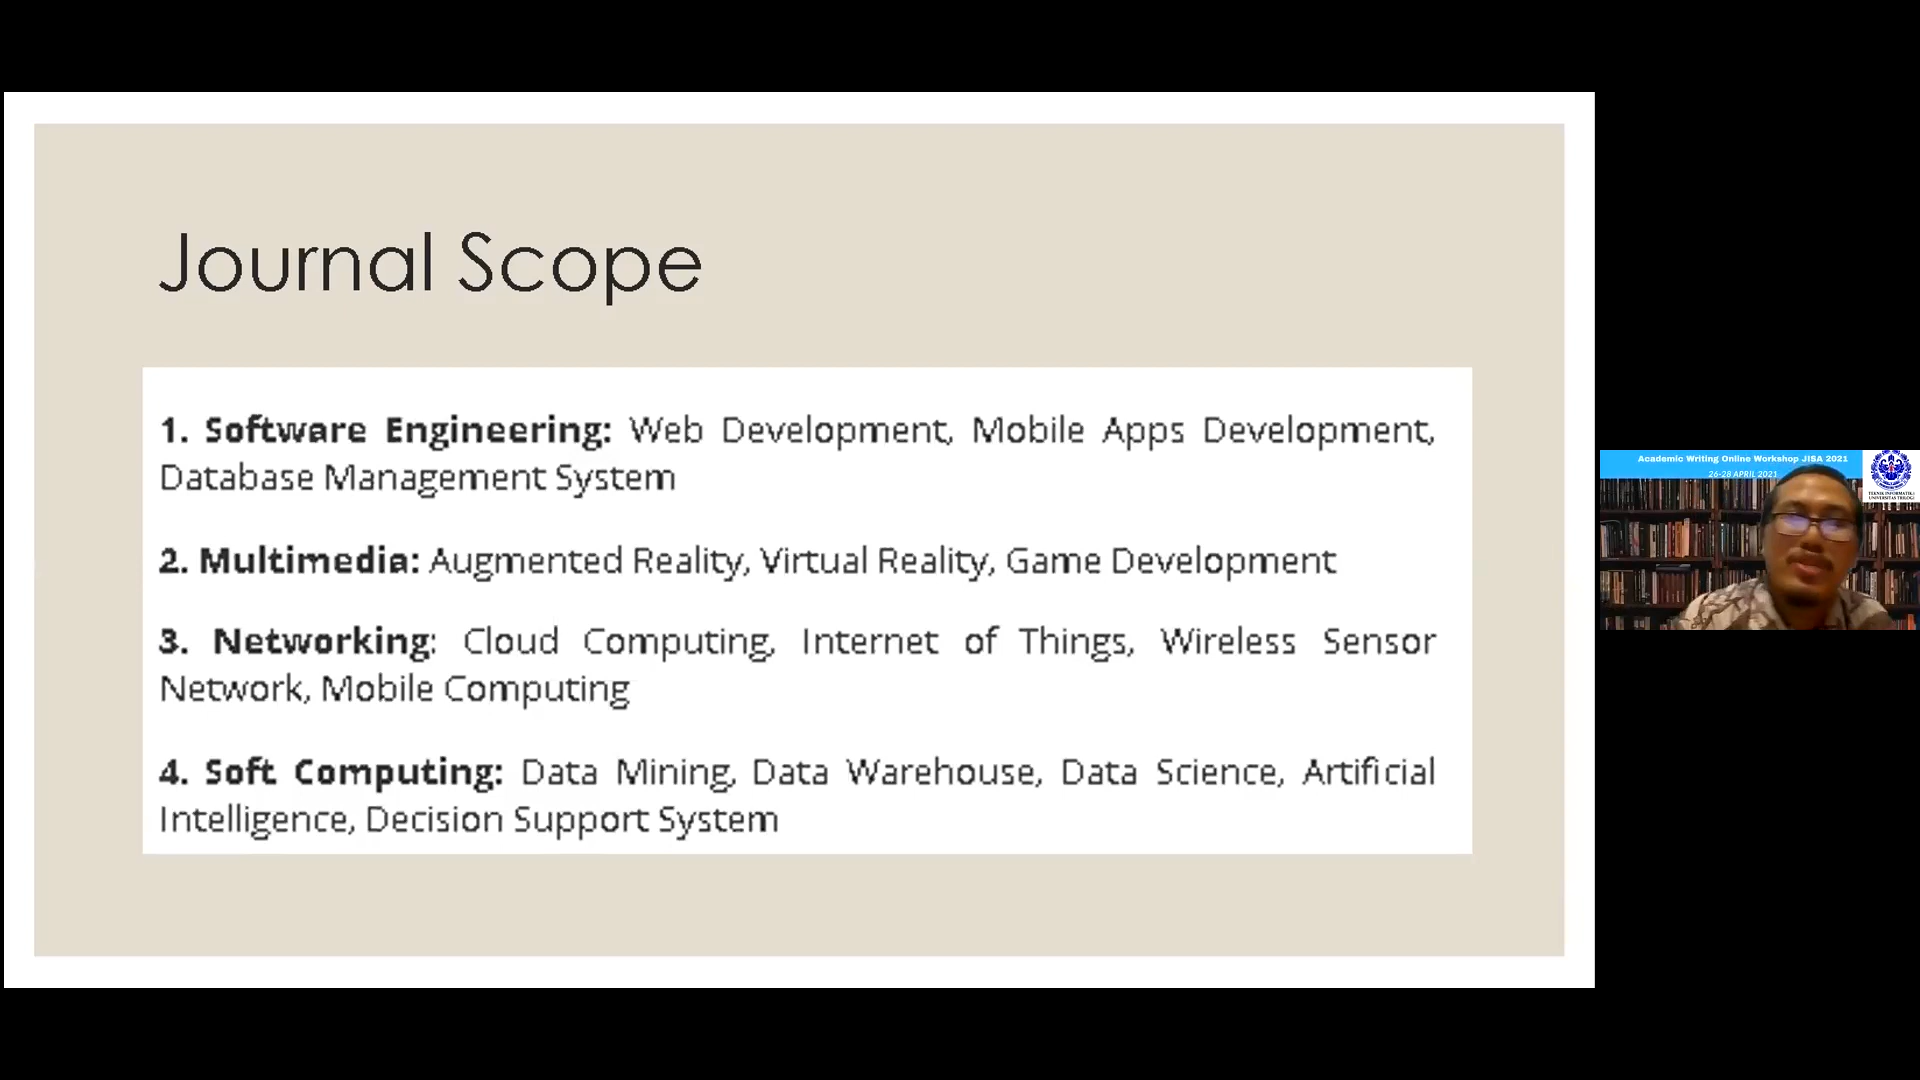 Journal Scope
1. Software Engineering: Web Development, Mobile Apps Development,
Database Management System
2. Multimedia: Augmented Reality, Virtual Reality, Game Development
3. Networking: Cloud Computing, Internet of Things, Wireless Sensor
Network, Mobile Computing
4. Soft Computing: Data Mining, Data Warehouse, Data Science, Artificial
Intelligence, Decision Support System
Academic Writing Online Workshop JISA 2021
26-28 APRIL 2021
TEKNIK INFORMATIKA
UNIVERSITAS TRILOGI